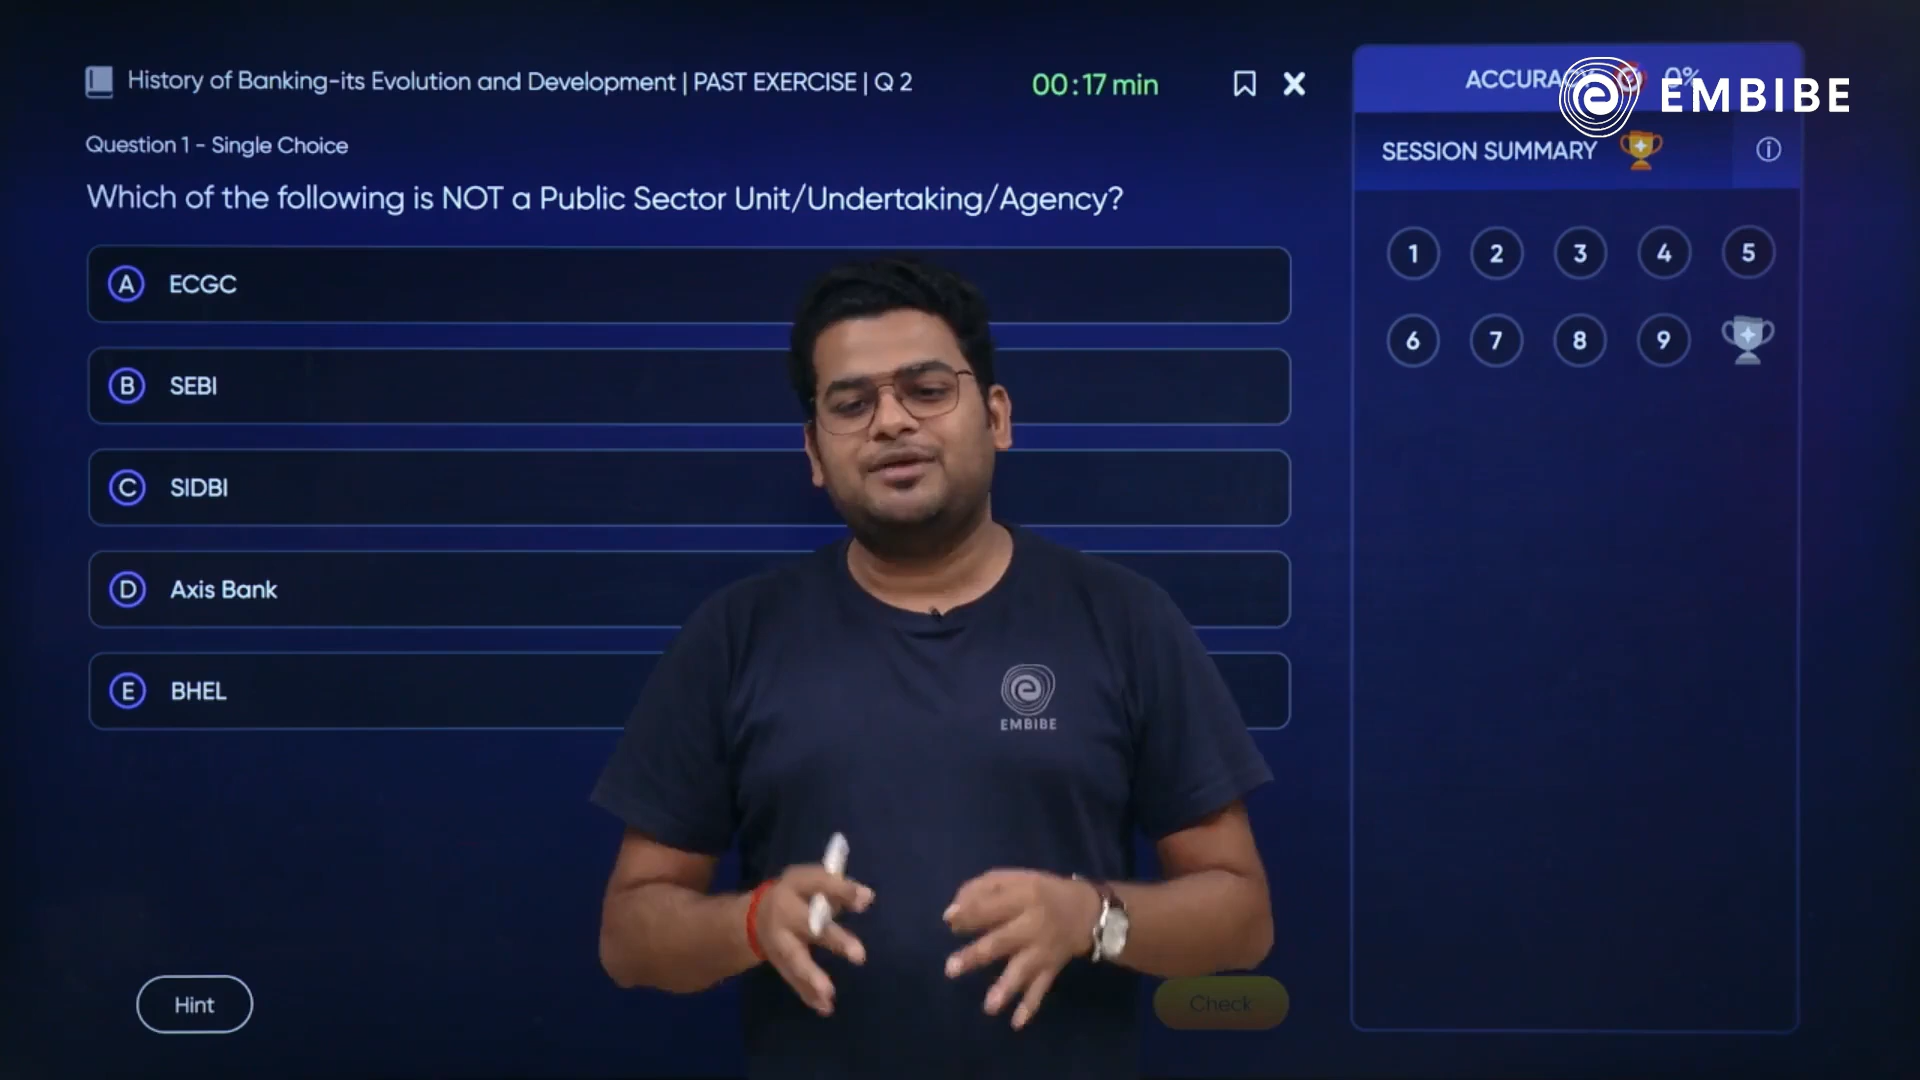 History of Banking-its Evolution and Development | PAST EXERCISE | Q 2
00:17 min
Question 1 - Single Choice
Which of the following is NOT a Public Sector Unit/Undertaking/Agency?
A ECGC
B SEBI
C SIDBI
D Axis Bank
E BHEL
Hint
Check
ACCURACY 0%
EMBIBE
SESSION SUMMARY
1 2 3 4 5
6 7 8 9
EMBIBE